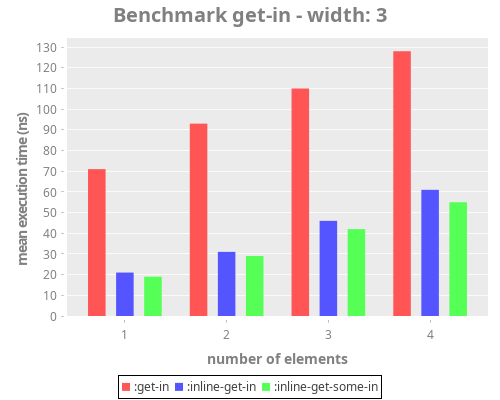 Benchmark get-in - width: 3
mean execution time (ns)
130
120
110
100
90
80
70
60
50
40
30
20
10
0
1 2 3 4
number of elements
:get-in :inline-get-in :inline-get-some-in